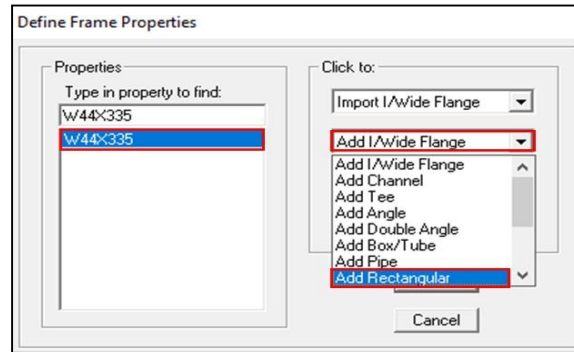 Define Frame Properties
Properties
Type in property to find:
W44X335
W44X335
Click to:
Import I/Wide Flange
Add I/Wide Flange
Add I/Wide Flange
Add Channel
Add Tee
Add Angle
Add Double Angle
Add Box/Tube
Add Pipe
Add Rectangular
Cancel